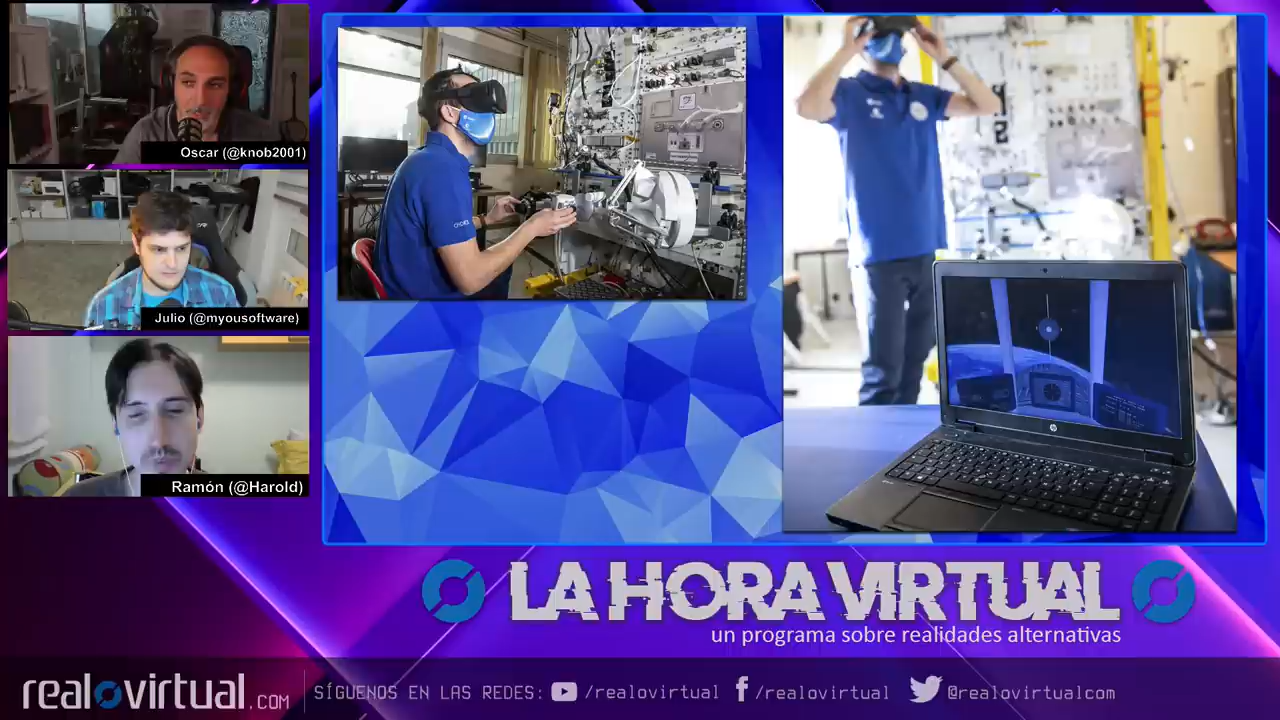 Oscar (@knob2001)
Julio (@myousoftware)
Ramón (@Harold)
hp
LA HORA VIRTUAL
un programa sobre realidades alternativas
realovirtual.com
SÍGUENOS EN LAS REDES: /realovirtual /realovirtual @realovirtualcom